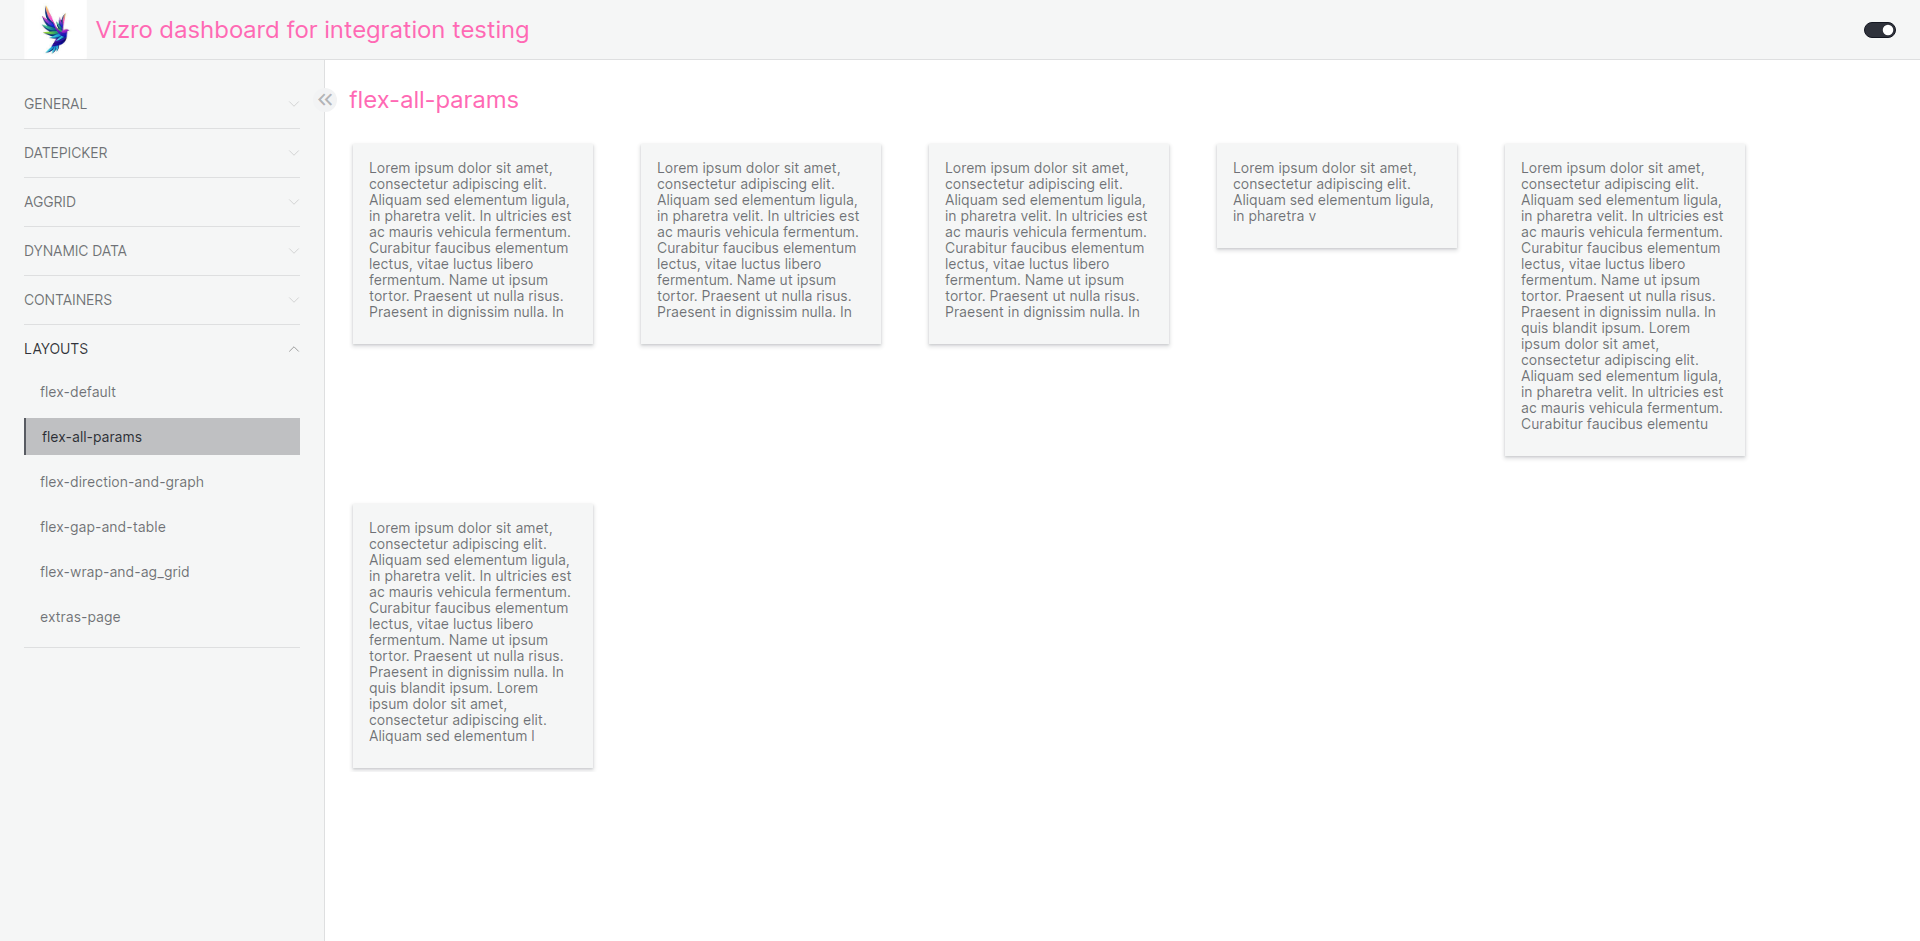 Vizro dashboard for integration testing
GENERAL
DATEPICKER
AGGRID
DYNAMIC DATA
CONTAINERS
LAYOUTS
flex-default
flex-all-params
flex-direction-and-graph
flex-gap-and-table
flex-wrap-and-ag_grid
extras-page
flex-all-params
Lorem ipsum dolor sit amet,
consectetur adipiscing elit.
Aliquam sed elementum ligula,
in pharetra velit. In ultricies est
ac mauris vehicula fermentum.
Curabitur faucibus elementum
lectus, vitae luctus libero
fermentum. Name ut ipsum
tortor. Praesent ut nulla risus.
Praesent in dignissim nulla. In
Lorem ipsum dolor sit amet,
consectetur adipiscing elit.
Aliquam sed elementum ligula,
in pharetra velit. In ultricies est
ac mauris vehicula fermentum.
Curabitur faucibus elementum
lectus, vitae luctus libero
fermentum. Name ut ipsum
tortor. Praesent ut nulla risus.
Praesent in dignissim nulla. In
Lorem ipsum dolor sit amet,
consectetur adipiscing elit.
Aliquam sed elementum ligula,
in pharetra velit. In ultricies est
ac mauris vehicula fermentum.
Curabitur faucibus elementum
lectus, vitae luctus libero
fermentum. Name ut ipsum
tortor. Praesent ut nulla risus.
Praesent in dignissim nulla. In
Lorem ipsum dolor sit amet,
consectetur adipiscing elit.
Aliquam sed elementum ligula,
in pharetra v
Lorem ipsum dolor sit amet,
consectetur adipiscing elit.
Aliquam sed elementum ligula,
in pharetra velit. In ultricies est
ac mauris vehicula fermentum.
Curabitur faucibus elementum
lectus, vitae luctus libero
fermentum. Name ut ipsum
tortor. Praesent ut nulla risus.
Praesent in dignissim nulla. In
quis blandit ipsum. Lorem
ipsum dolor sit amet,
consectetur adipiscing elit.
Aliquam sed elementum ligula,
in pharetra velit. In ultricies est
ac mauris vehicula fermentum.
Curabitur faucibus elementu
Lorem ipsum dolor sit amet,
consectetur adipiscing elit.
Aliquam sed elementum ligula,
in pharetra velit. In ultricies est
ac mauris vehicula fermentum.
Curabitur faucibus elementum
lectus, vitae luctus libero
fermentum. Name ut ipsum
tortor. Praesent ut nulla risus.
Praesent in dignissim nulla. In
quis blandit ipsum. Lorem
ipsum dolor sit amet,
consectetur adipiscing elit.
Aliquam sed elementum l